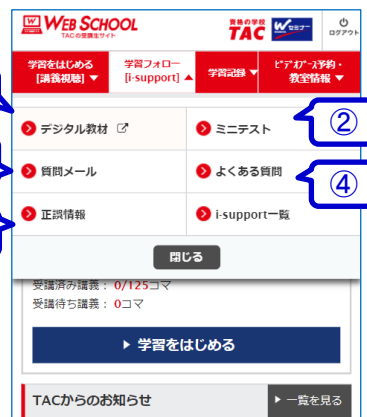 WEB SCHOOL
TACの受講生サイト
資格の学校
TAC
Wセミナー
ログアウト
学習をはじめる
[講義視聴] ▼
学習フォロー
[i-support] ▲
学習記録 ▼
ビデオブース予約・
教室情報 ▼
デジタル教材
ミニテスト
②
質問メール
よくある質問
④
正誤情報
i-support一覧
閉じる
受講済み講義： 0/125コマ
受講待ち講義： 0コマ
▶ 学習をはじめる
TACからのお知らせ
▶ 一覧を見る